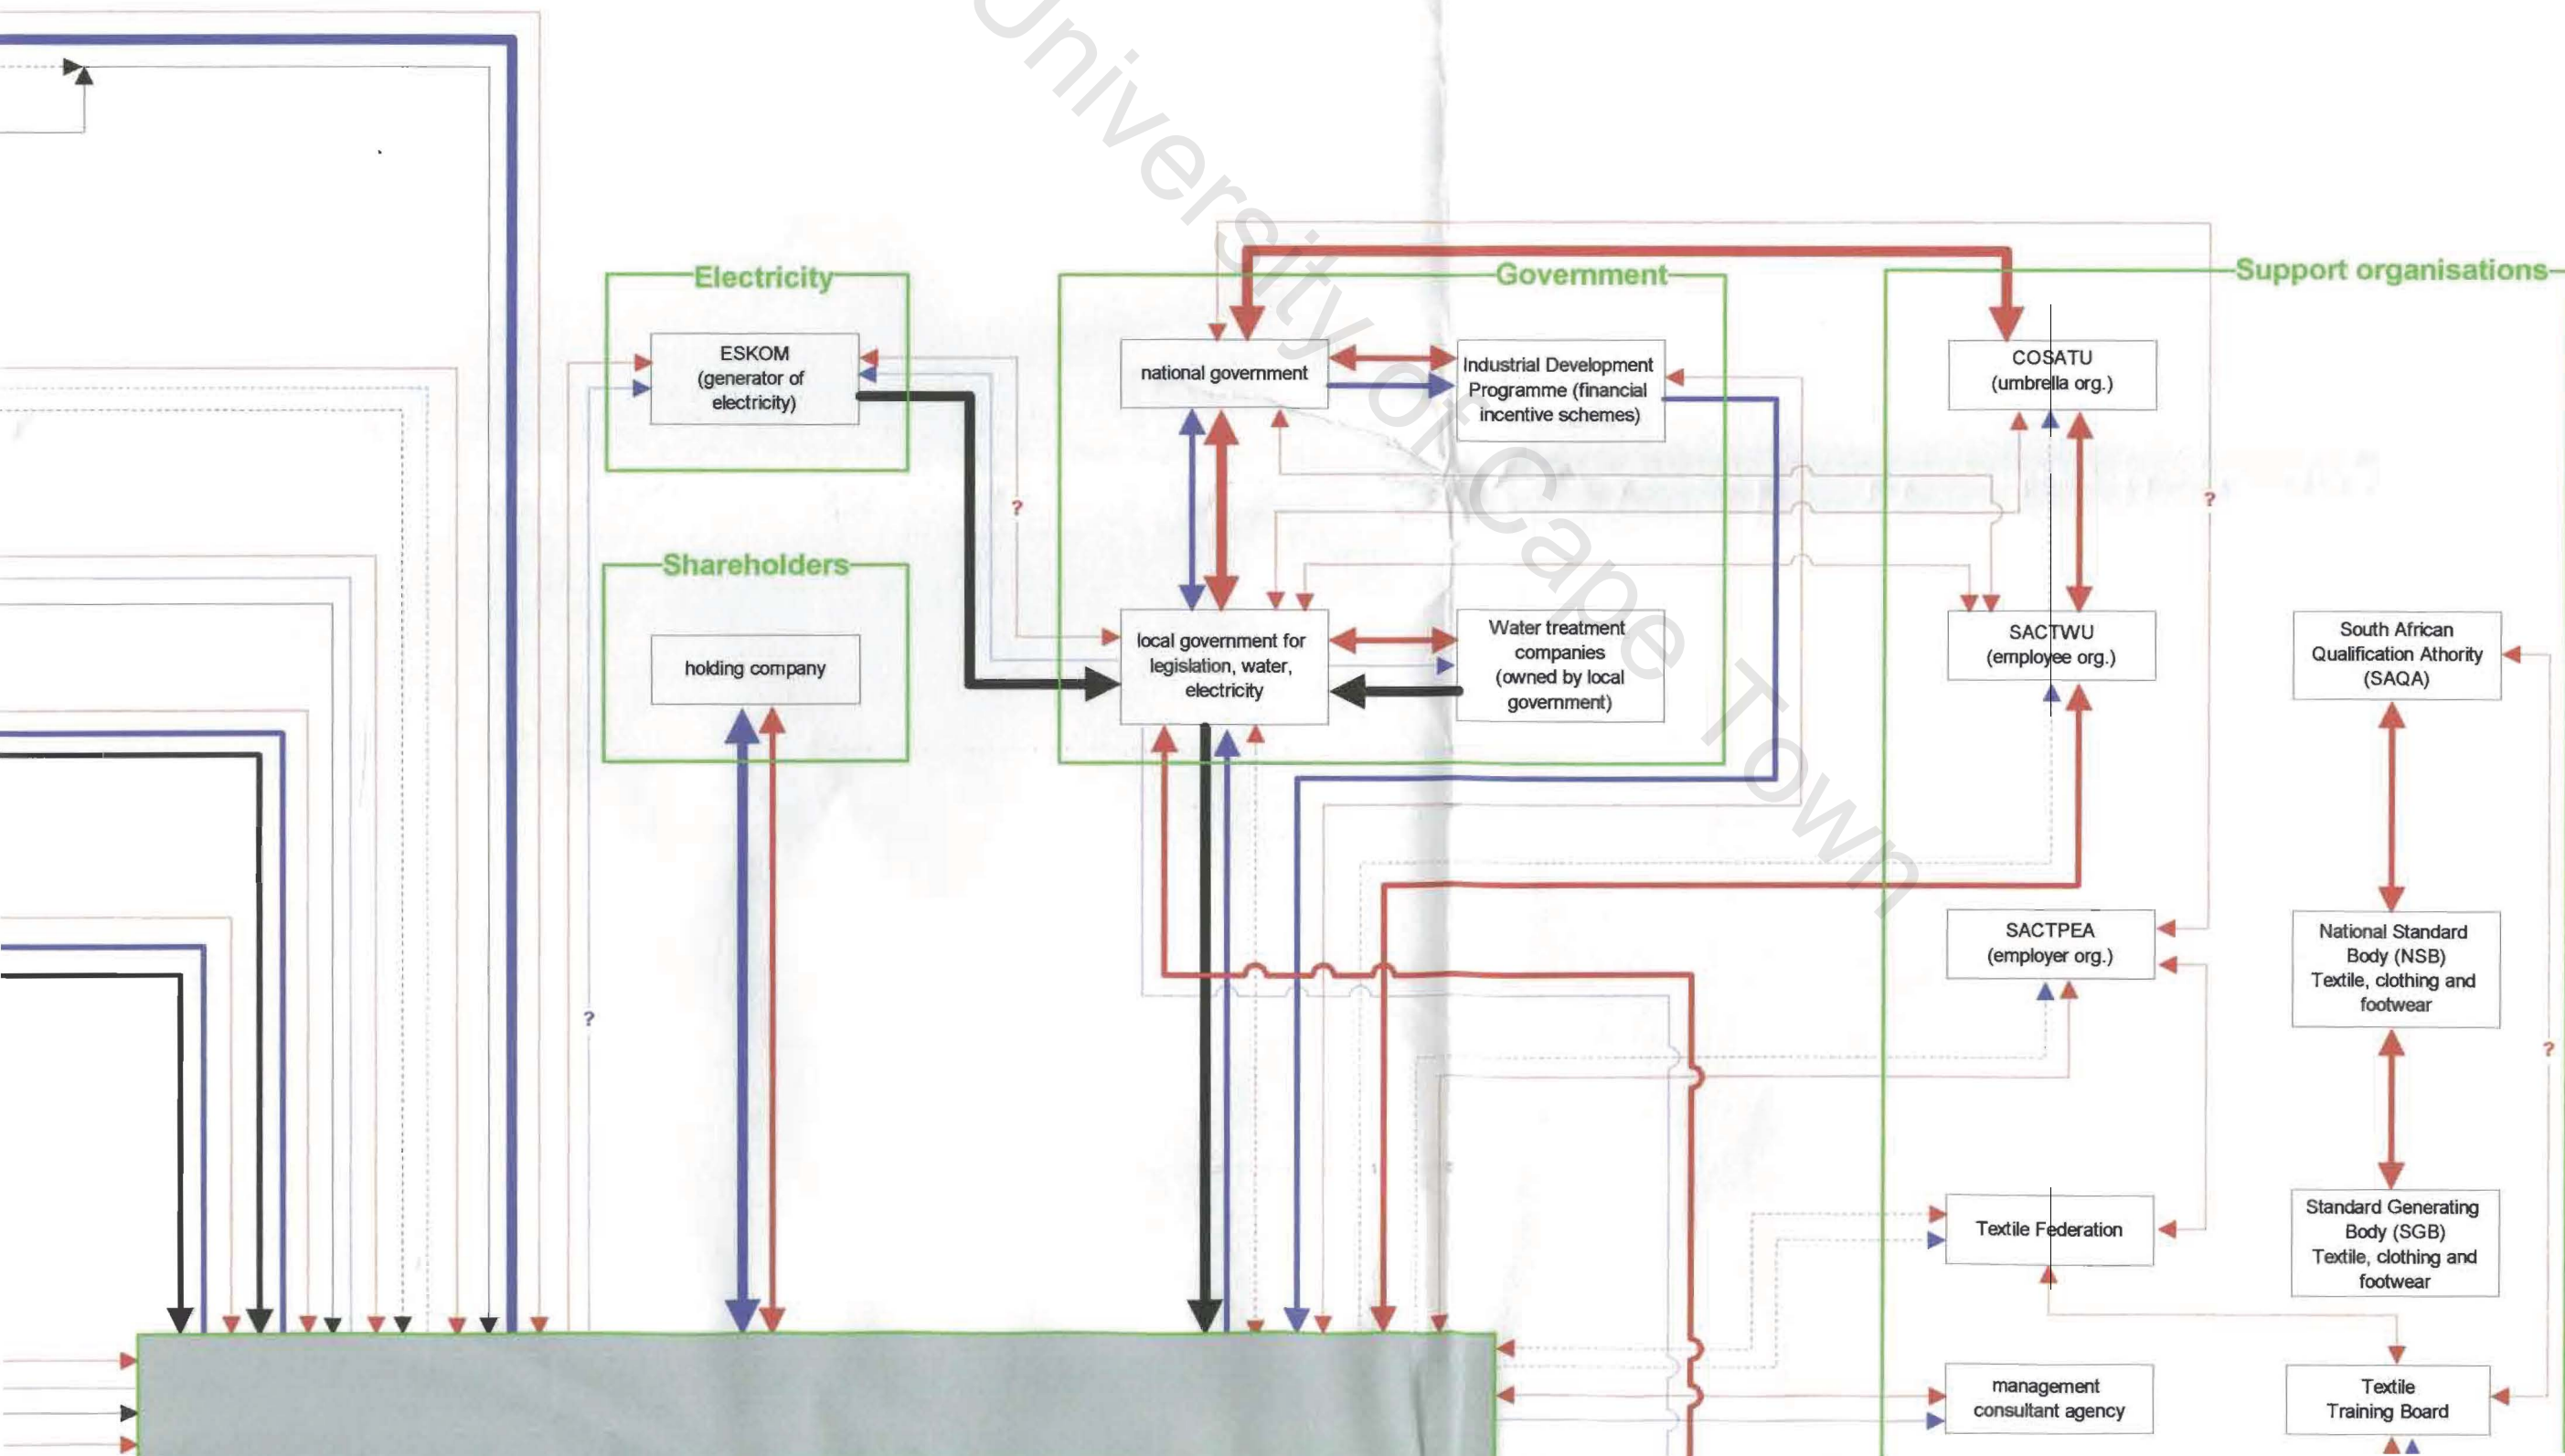 University of Cape Town
Electricity
ESKOM
(generator of
electricity)
?
?
Shareholders
holding company
Government
national government
Industrial Development
Programme (financial
incentive schemes)
local government for
legislation, water,
electricity
Water treatment
companies
(owned by local
government)
Support organisations
COSATU
(umbrella org.)
?
SACTWU
(employee org.)
SACTPEA
(employer org.)
Textile Federation
management
consultant agency
South African
Qualification Athority
(SAQA)
National Standard
Body (NSB)
Textile, clothing and
footwear
?
Standard Generating
Body (SGB)
Textile, clothing and
footwear
Textile
Training Board